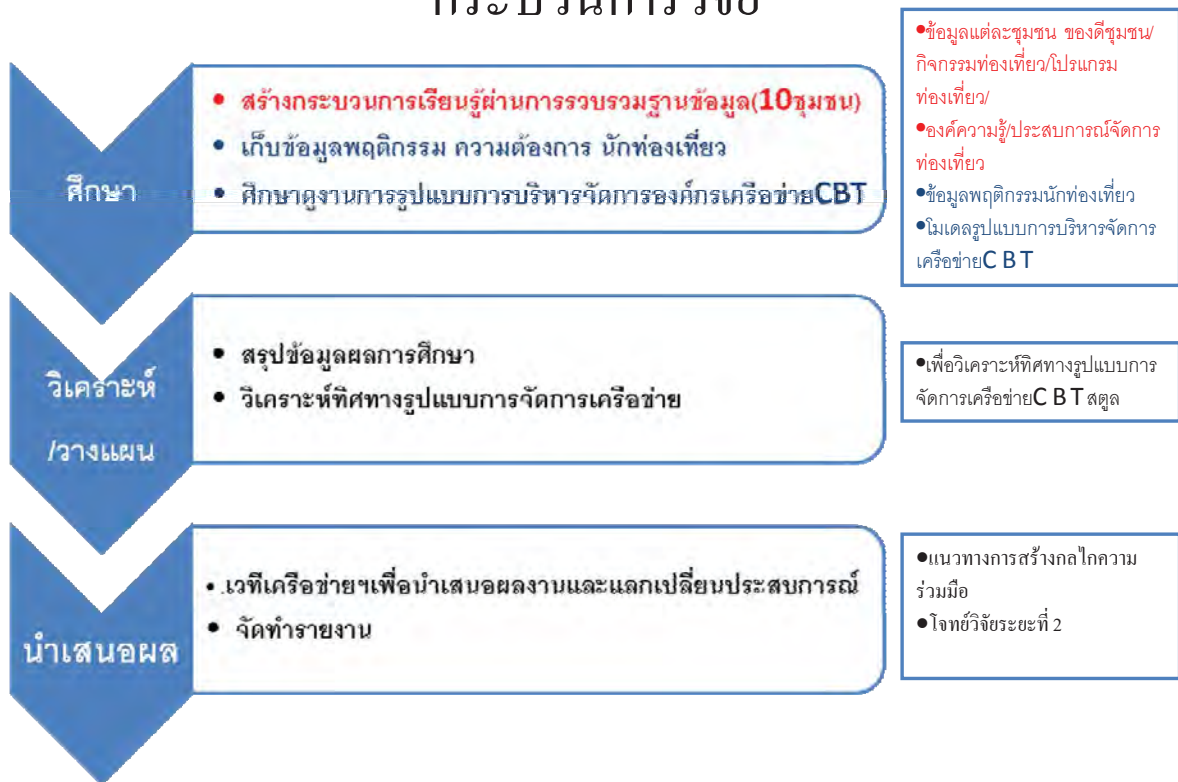 กระบวนการวิจัย
ศึกษา
• สร้างกระบวนการเรียนรู้ผ่านการรวบรวมฐานข้อมูล(10ชุมชน)
• เก็บข้อมูลพฤติกรรม ความต้องการ นักท่องเที่ยว
• ศึกษาดูงานการรูปแบบการบริหารจัดการองค์กรเครือข่ายCBT
•ข้อมูลแต่ละชุมชน ของดีชุมชน/
กิจกรรมท่องเที่ยว/โปรแกรม
ท่องเที่ยว/
•องค์ความรู้/ประสบการณ์จัดการ
ท่องเที่ยว
•ข้อมูลพฤติกรรมนักท่องเที่ยว
•โมเดลรูปแบบการบริหารจัดการ
เครือข่ายC B T
วิเคราะห์
/วางแผน
• สรุปข้อมูลผลการศึกษา
• วิเคราะห์ทิศทางรูปแบบการจัดการเครือข่าย
•เพื่อวิเคราะห์ทิศทางรูปแบบการ
จัดการเครือข่ายC B T สตูล
นำเสนอผล
• .เวทีเครือข่ายฯเพื่อนำเสนอผลงานและแลกเปลี่ยนประสบการณ์
• จัดทำรายงาน
•แนวทางการสร้างกลไกความ
ร่วมมือ
•โจทย์วิจัยระยะที่ 2